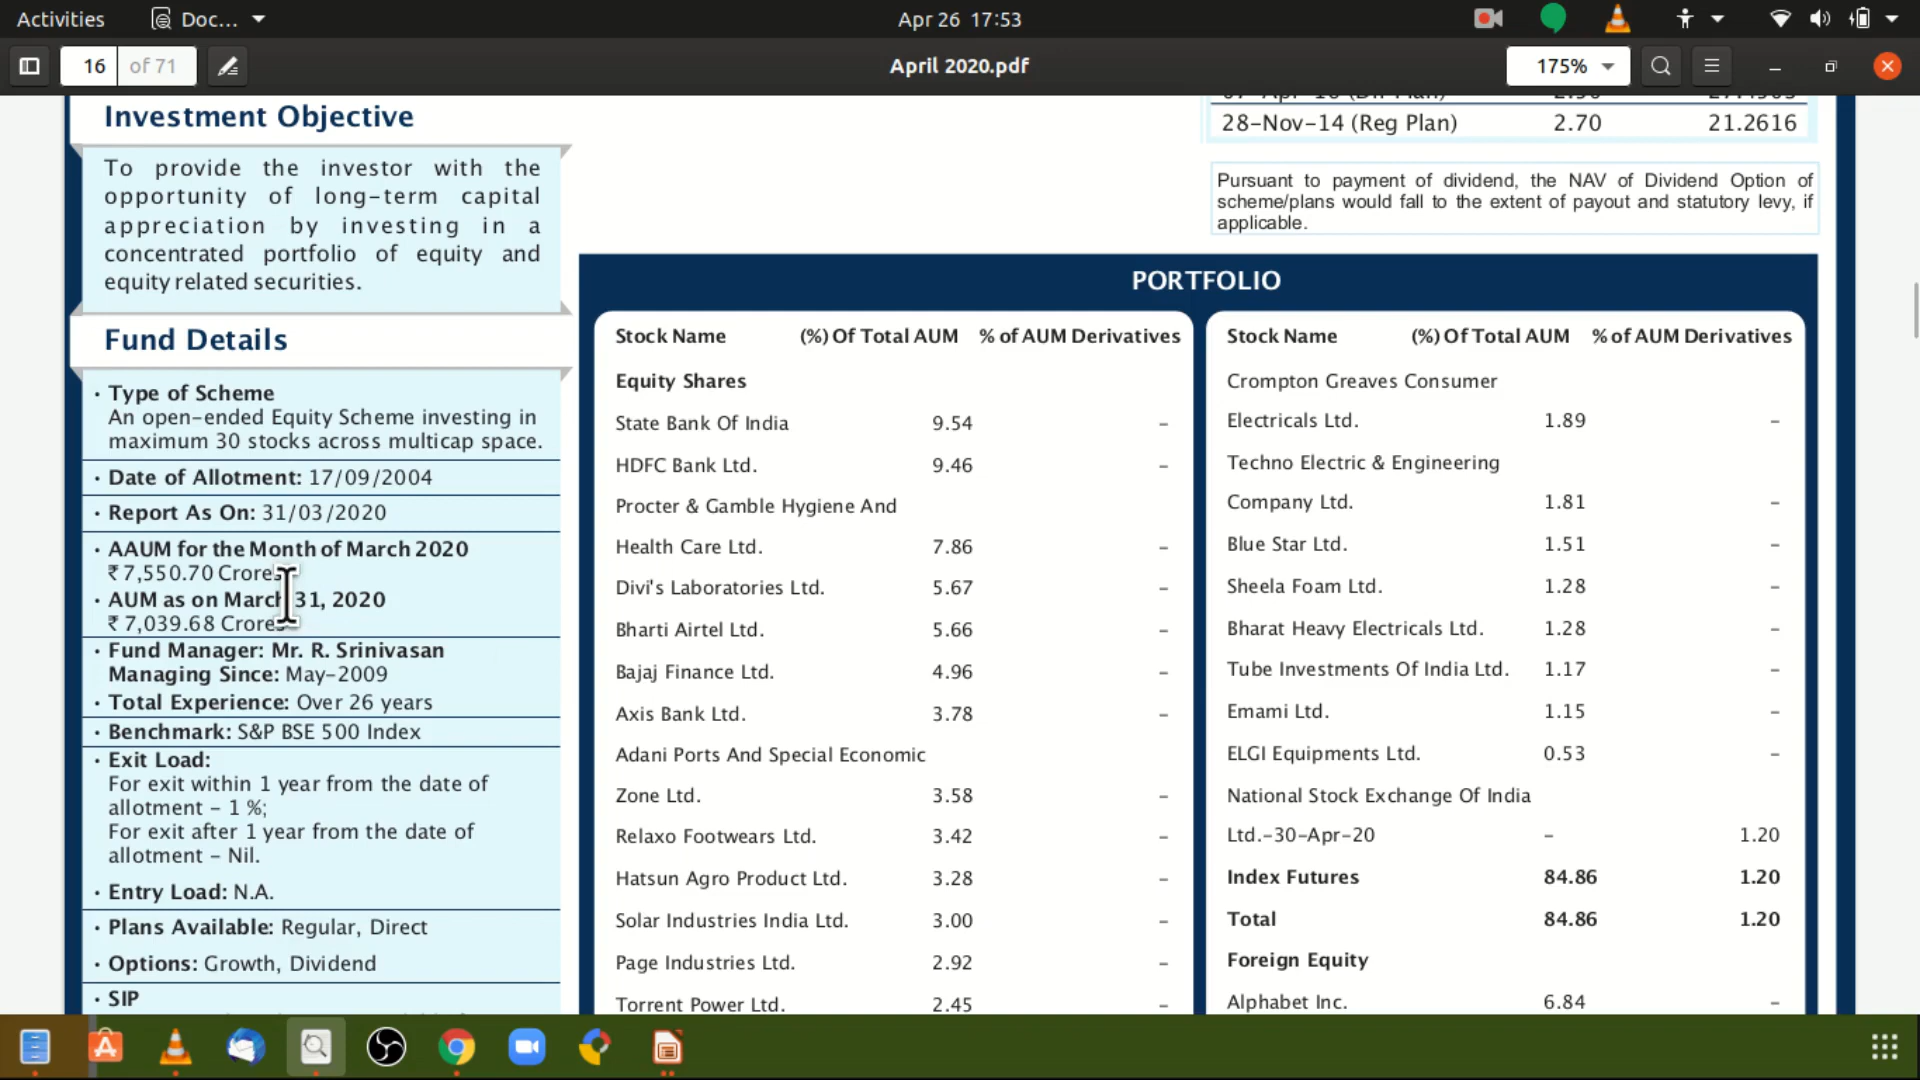 Activities Doc... Apr 26 17:53
16 of 71 April 2020.pdf 175%
Investment Objective
To provide the investor with the
opportunity of long-term capital
appreciation by investing in a
concentrated portfolio of equity and
equity related securities.
Fund Details
· Type of Scheme
An open-ended Equity Scheme investing in
maximum 30 stocks across multicap space.
· Date of Allotment: 17/09/2004
· Report As On: 31/03/2020
· AAUM for the Month of March 2020
₹ 7,550.70 Crores
· AUM as on March 31, 2020
₹ 7,039.68 Crores
· Fund Manager: Mr. R. Srinivasan
Managing Since: May-2009
· Total Experience: Over 26 years
· Benchmark: S&P BSE 500 Index
· Exit Load:
For exit within 1 year from the date of
allotment - 1 %;
For exit after 1 year from the date of
allotment - Nil.
· Entry Load: N.A.
· Plans Available: Regular, Direct
· Options: Growth, Dividend
· SIP
28-Nov-14 (Reg Plan) 2.70 21.2616
Pursuant to payment of dividend, the NAV of Dividend Option of
scheme/plans would fall to the extent of payout and statutory levy, if
applicable.
PORTFOLIO
Stock Name (%) Of Total AUM % of AUM Derivatives
Equity Shares
State Bank Of India 9.54 -
HDFC Bank Ltd. 9.46 -
Procter & Gamble Hygiene And
Health Care Ltd. 7.86 -
Divi's Laboratories Ltd. 5.67 -
Bharti Airtel Ltd. 5.66 -
Bajaj Finance Ltd. 4.96 -
Axis Bank Ltd. 3.78 -
Adani Ports And Special Economic
Zone Ltd. 3.58 -
Relaxo Footwears Ltd. 3.42 -
Hatsun Agro Product Ltd. 3.28 -
Solar Industries India Ltd. 3.00 -
Page Industries Ltd. 2.92 -
Torrent Power Ltd. 2.45 -
Stock Name (%) Of Total AUM % of AUM Derivatives
Crompton Greaves Consumer
Electricals Ltd. 1.89 -
Techno Electric & Engineering
Company Ltd. 1.81 -
Blue Star Ltd. 1.51 -
Sheela Foam Ltd. 1.28 -
Bharat Heavy Electricals Ltd. 1.28 -
Tube Investments Of India Ltd. 1.17 -
Emami Ltd. 1.15 -
ELGI Equipments Ltd. 0.53 -
National Stock Exchange Of India
Ltd.-30-Apr-20 - 1.20
Index Futures 84.86 1.20
Total 84.86 1.20
Foreign Equity
Alphabet Inc. 6.84 -